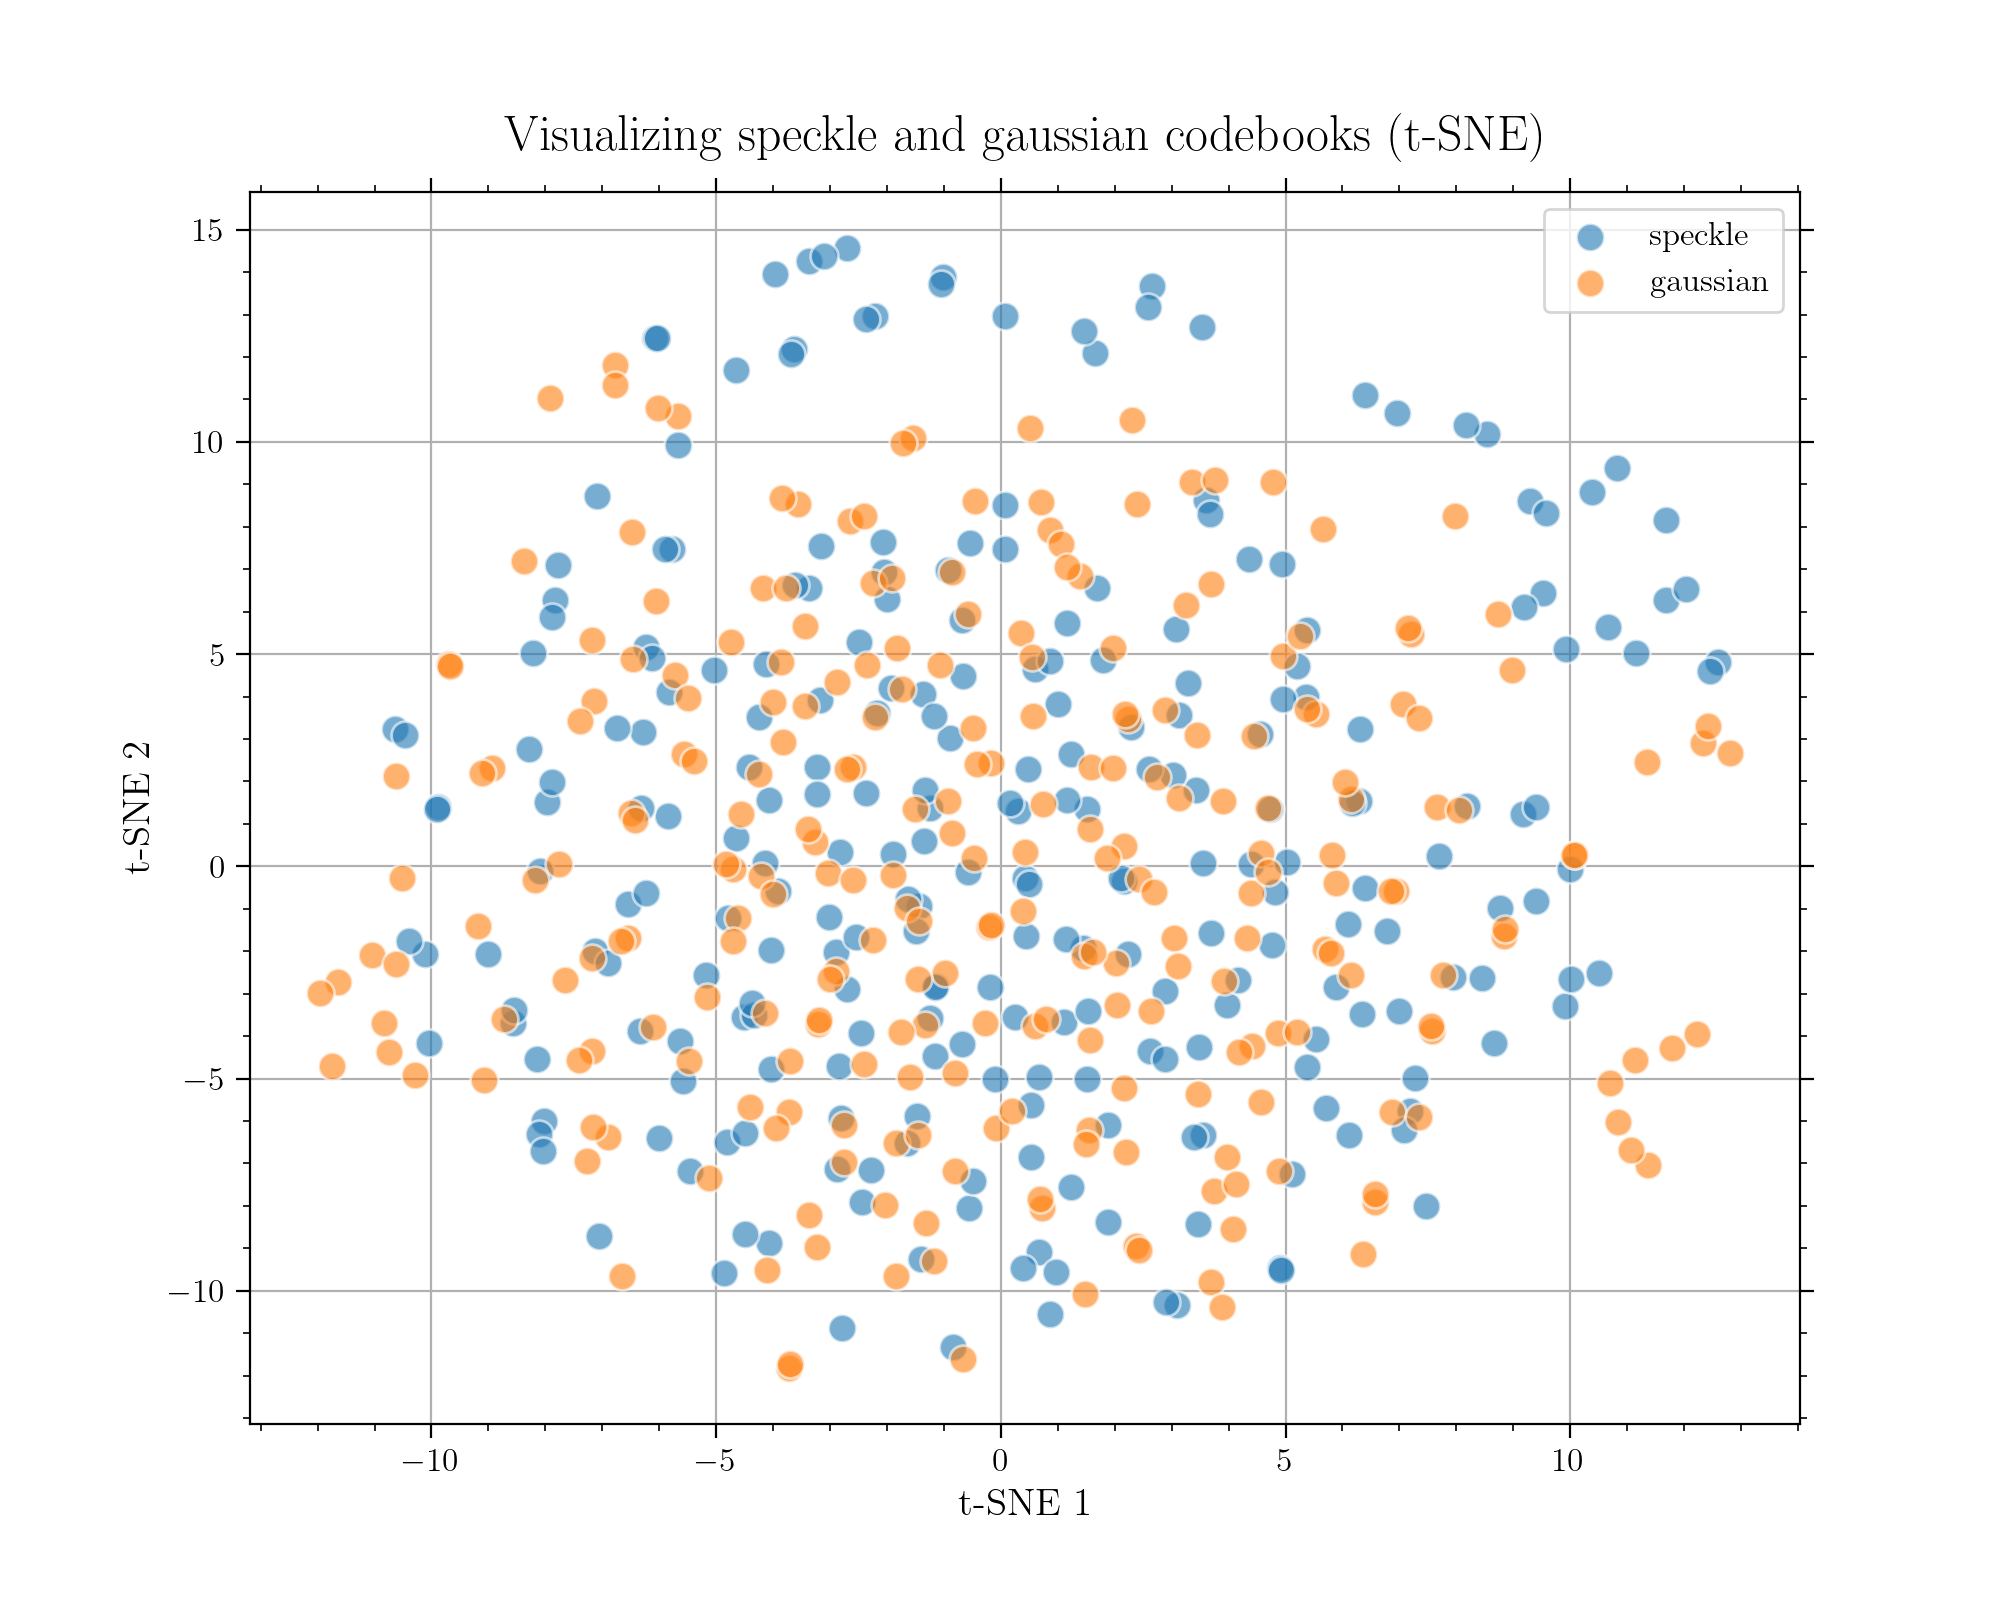 Visualizing speckle and gaussian codebooks (t-SNE)
speckle
gaussian
15
10
5
0
−5
−10
t-SNE 2
−10 −5 0 5 10
t-SNE 1